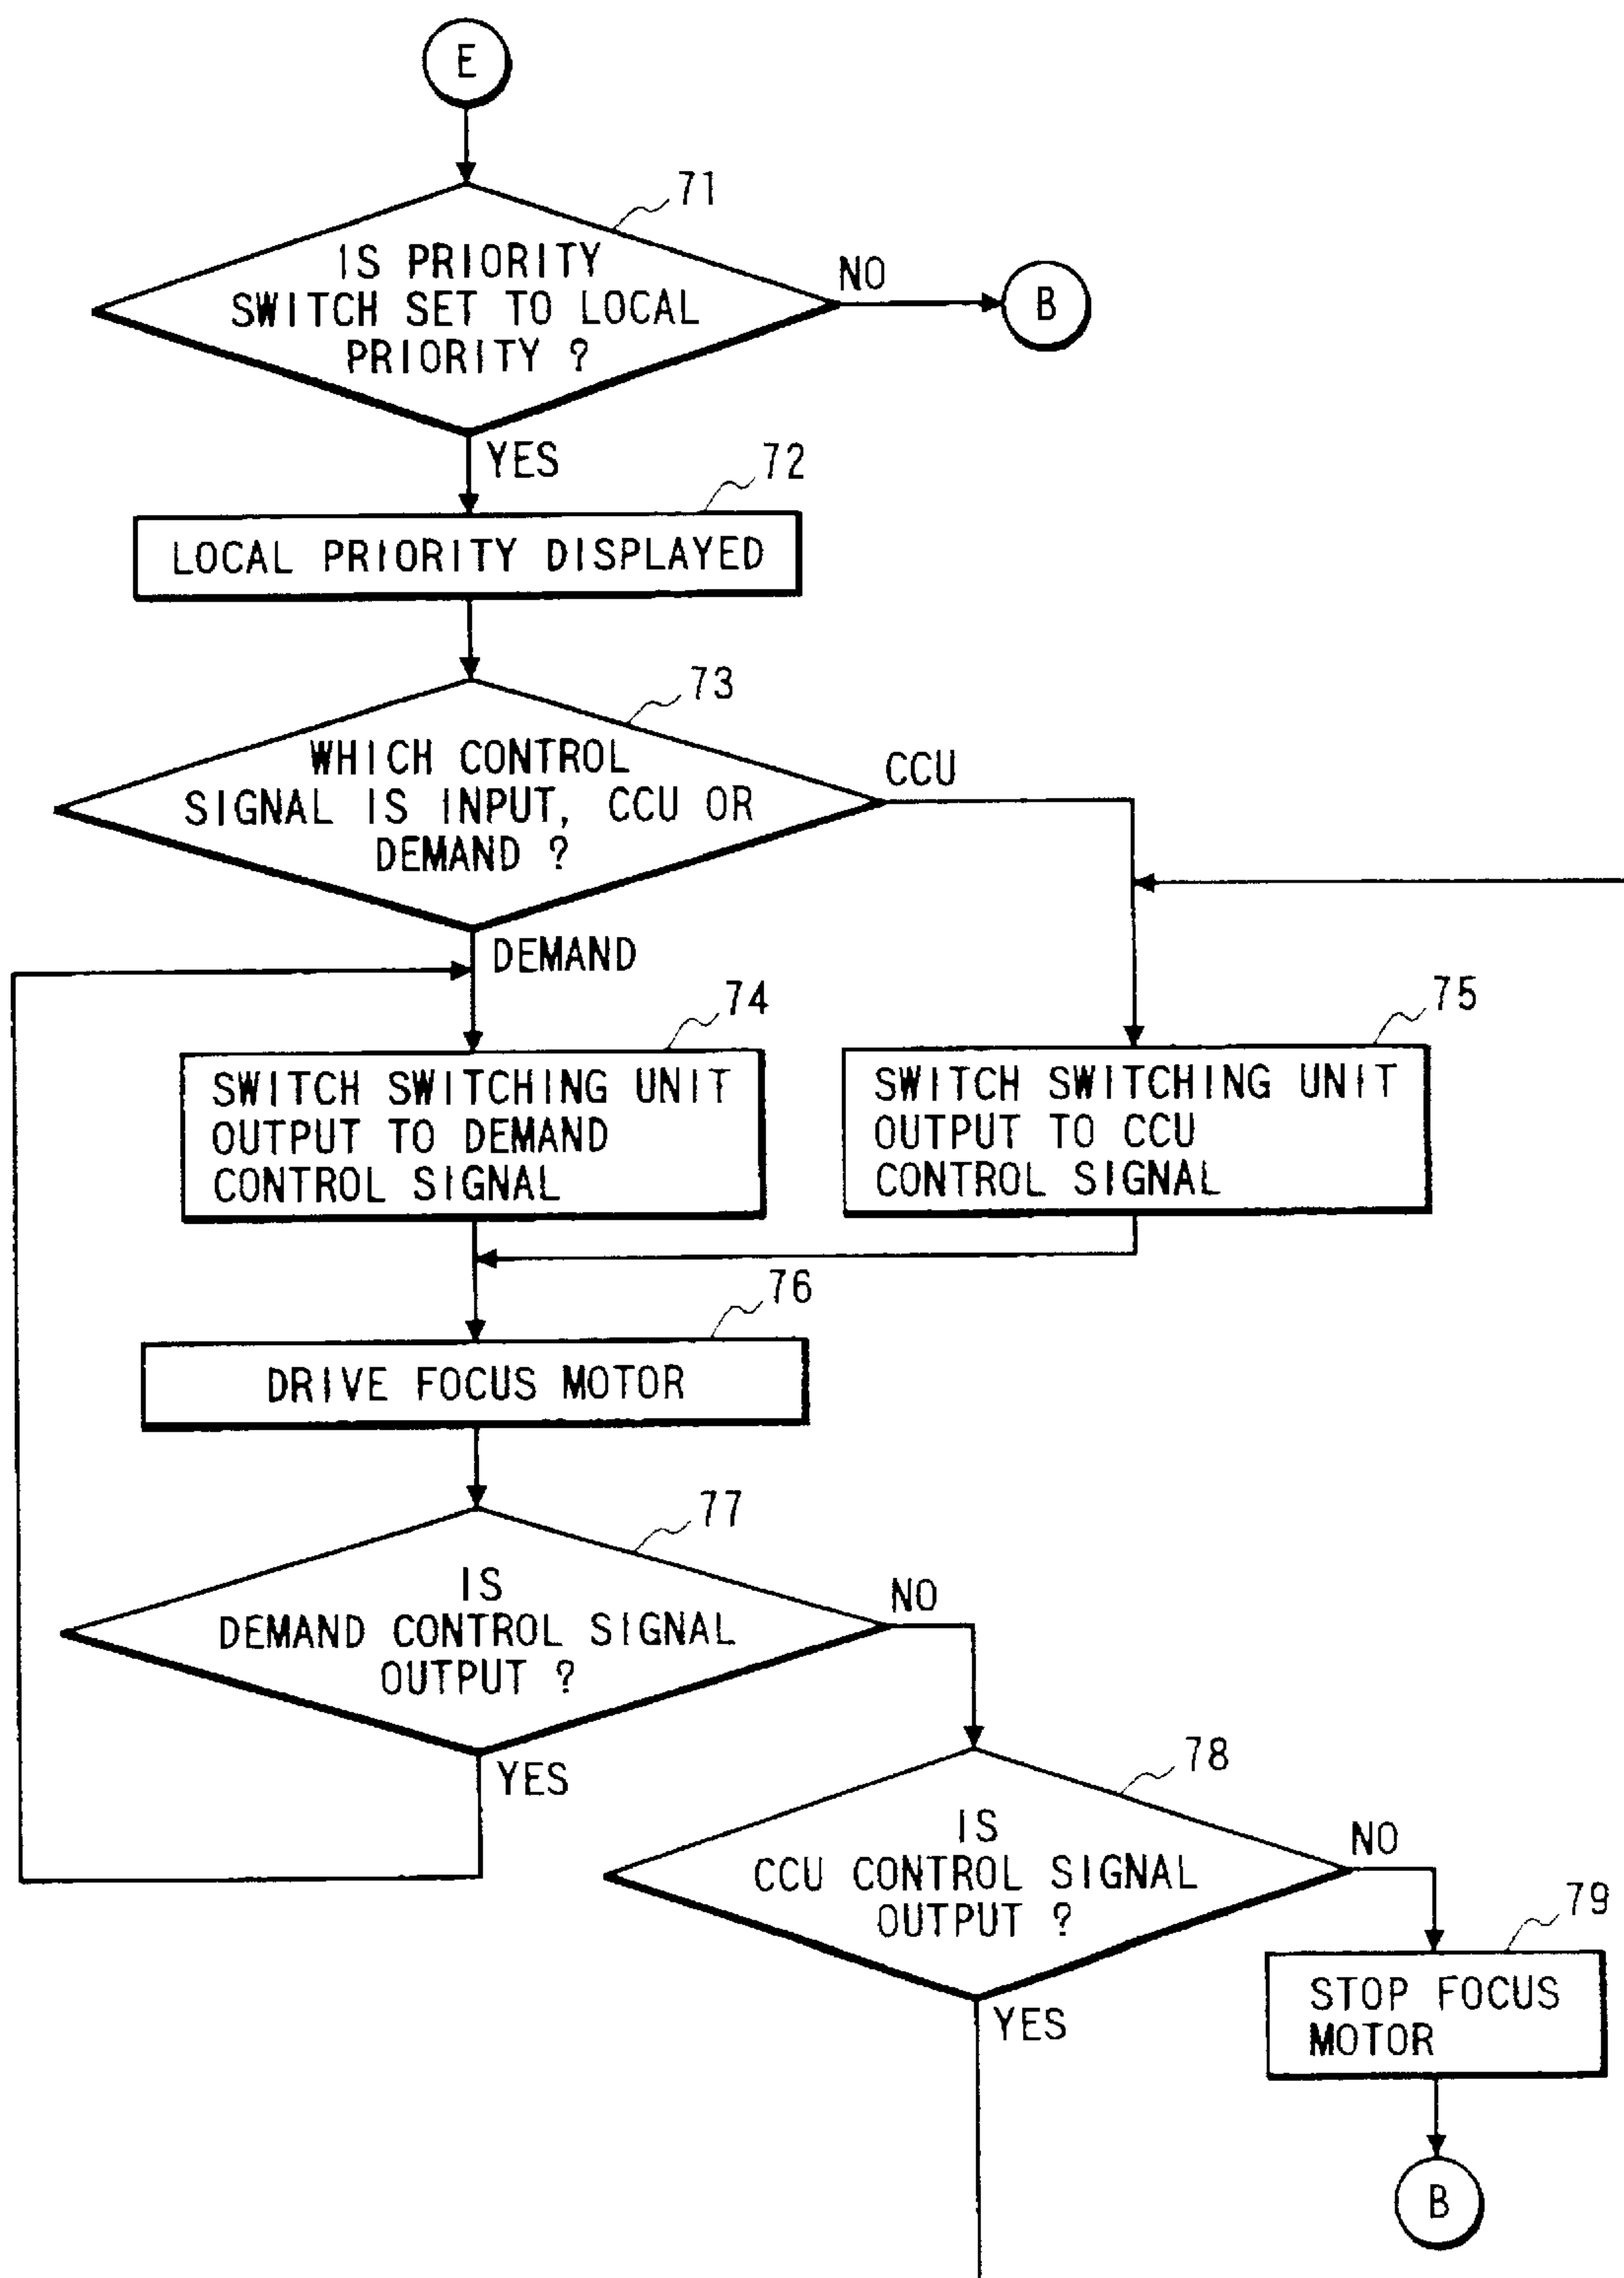 E
71
IS PRIORITY
SWITCH SET TO LOCAL
PRIORITY ?
NO
B
YES
72
LOCAL PRIORITY DISPLAYED
73
WHICH CONTROL
SIGNAL IS INPUT, CCU OR
DEMAND ?
CCU
DEMAND
74
SWITCH SWITCHING UNIT
OUTPUT TO DEMAND
CONTROL SIGNAL
75
SWITCH SWITCHING UNIT
OUTPUT TO CCU
CONTROL SIGNAL
76
DRIVE FOCUS MOTOR
77
IS
DEMAND CONTROL SIGNAL
OUTPUT ?
NO
YES
78
IS
CCU CONTROL SIGNAL
OUTPUT ?
NO
YES
79
STOP FOCUS
MOTOR
B